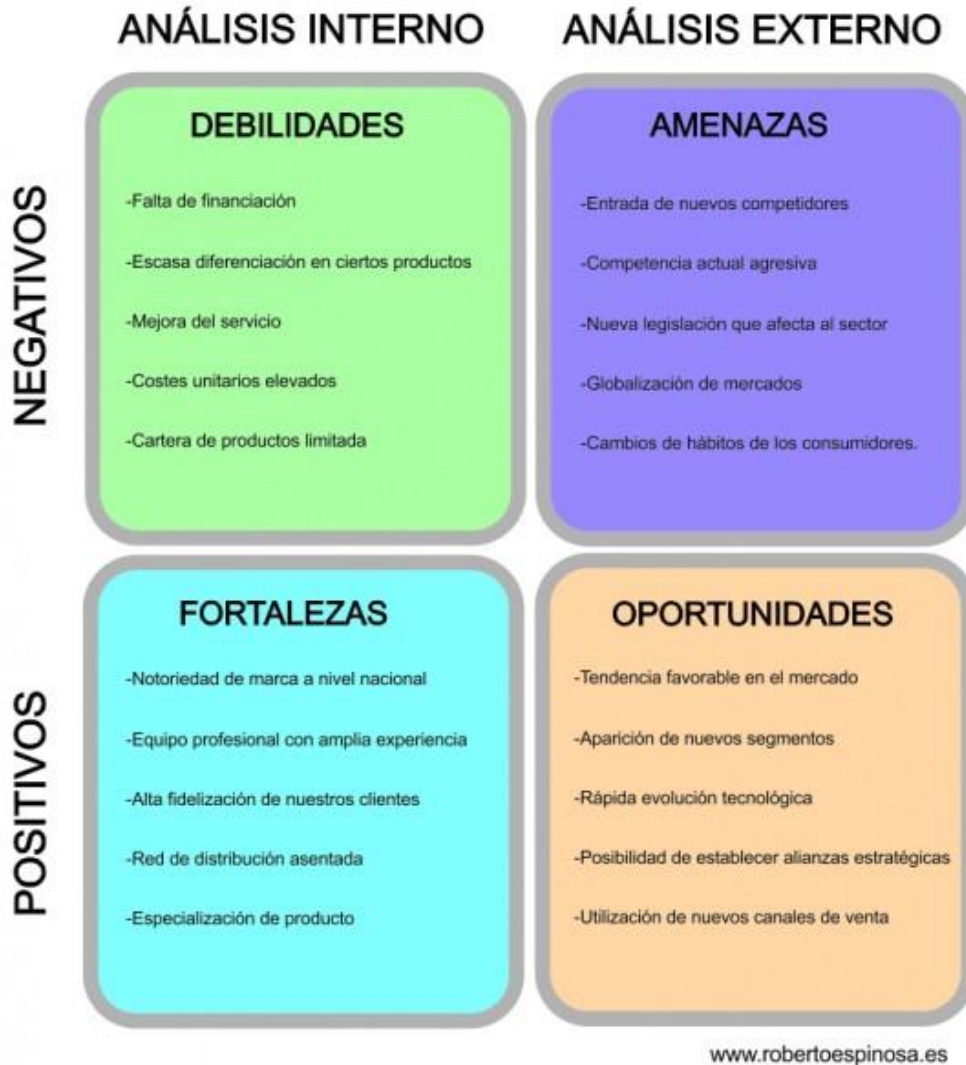 ANÁLISIS INTERNO
ANÁLISIS EXTERNO
NEGATIVOS
DEBILIDADES
-Falta de financiación
-Escasa diferenciación en ciertos productos
-Mejora del servicio
-Costes unitarios elevados
-Cartera de productos limitada
AMENAZAS
-Entrada de nuevos competidores
-Competencia actual agresiva
-Nueva legislación que afecta al sector
-Globalización de mercados
-Cambios de hábitos de los consumidores.
POSITIVOS
FORTALEZAS
-Notoriedad de marca a nivel nacional
-Equipo profesional con amplia experiencia
-Alta fidelización de nuestros clientes
-Red de distribución asentada
-Especialización de producto
OPORTUNIDADES
-Tendencia favorable en el mercado
-Aparición de nuevos segmentos
-Rápida evolución tecnológica
-Posibilidad de establecer alianzas estratégicas
-Utilización de nuevos canales de venta
www.robertoespinosa.es